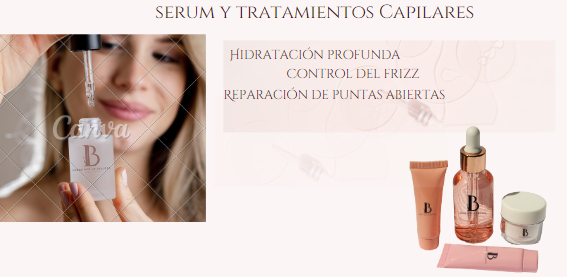 SERUM Y TRATAMIENTOS CAPILARES
HIDRATACIÓN PROFUNDA
CONTROL DEL FRIZZ
REPARACIÓN DE PUNTAS ABIERTAS
Canva
B
B
B
B